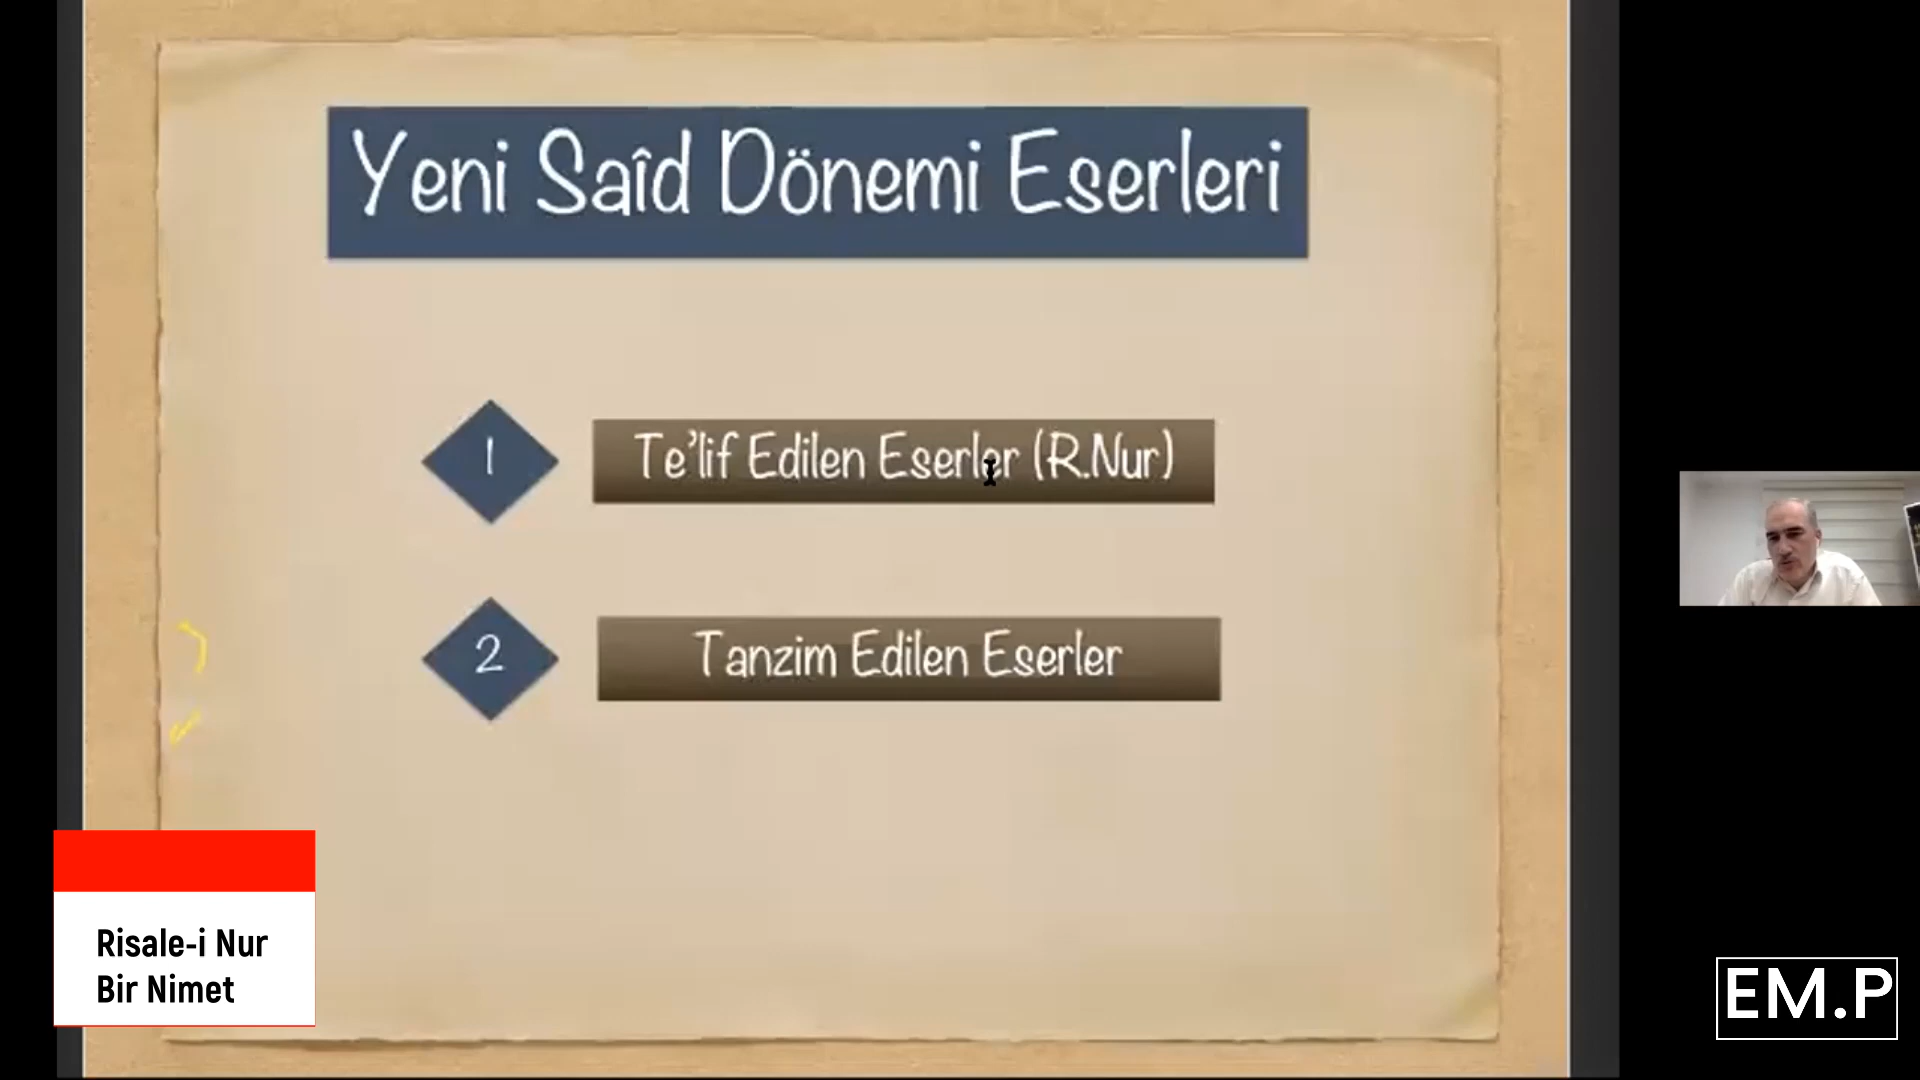 Yeni Saîd Dönemi Eserleri
1
Te'lif Edilen Eserler (R.Nur)
2
Tanzim Edilen Eserler
Risale-i Nur
Bir Nimet
EM.P